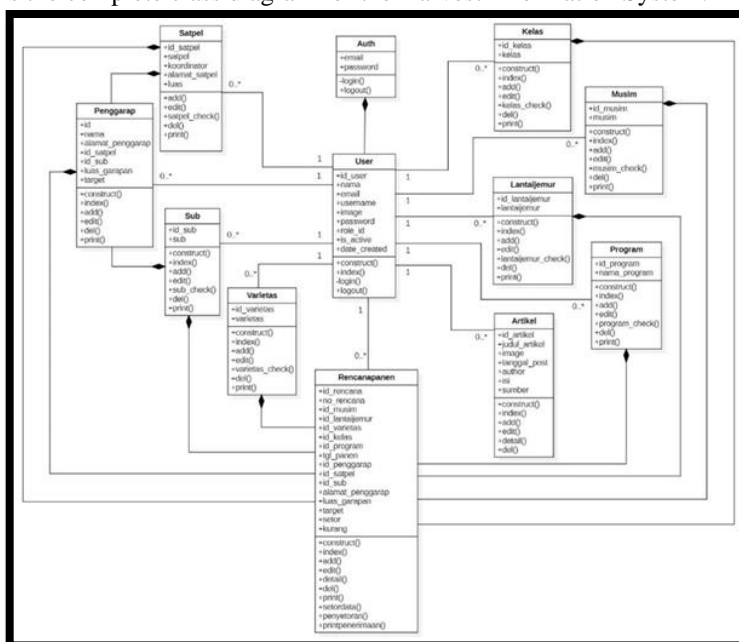 Satpel
+id_satpel
+satpel
+koordinator
+alamat_satpel
+luas
+add()
+edit()
+satpel_check()
+del()
+print()
0..*
Auth
+email
+password
-login()
+logout()
Kelas
+id_kelas
+kelas
+construct()
+index()
+add()
+edit()
+kelas_check()
+del()
+print()
0..*
Musim
+id_musim
+musim
+construct()
+index()
+add()
+edit()
+musim_check()
+del()
+print()
0..*
Penggarap
+id
+nama
+alamat_penggarap
+id_satpel
+id_sub
+luas_garapan
+target
+construct()
+index()
+add()
+edit()
+del()
+print()
0..*
1
1
User
+id_user
+nama
+email
+username
+image
+password
+role_id
+is_active
+date_created
+construct()
+index()
-login()
+logout()
1
1
1
1
1
1
1
1
Lantaijemur
+id_lantaijemur
+lantaijemur
+construct()
+index()
+add()
+edit()
+lantaijemur_check()
+del()
+print()
0..*
Sub
+id_sub
+sub
+construct()
+index()
+add()
+edit()
+sub_check()
+del()
+print()
0..*
Program
+id_program
+nama_program
+construct()
+index()
+add()
+edit()
+program_check()
+del()
+print()
0..*
Varietas
+id_varietas
+varietas
+construct()
+index()
+add()
+edit()
+varietas_check()
+del()
+print()
0..*
Artikel
+id_artikel
+judul_artikel
+image
+tanggal_post
+author
+isi
+sumber
+construct()
+index()
+add()
+edit()
+detail()
+del()
0..*
0..*
Rencanapanen
+id_rencana
+no_rencana
+id_musim
+id_lantaijemur
+id_varietas
+id_kelas
+id_program
+tgl_panen
+id_penggarap
+id_satpel
+id_sub
+alamat_penggarap
+luas_garapan
+target
+setor
+kurang
+construct()
+index()
+add()
+edit()
+detail()
+del()
+print()
+setordata()
+penyetoran()
+printpenerimaan()